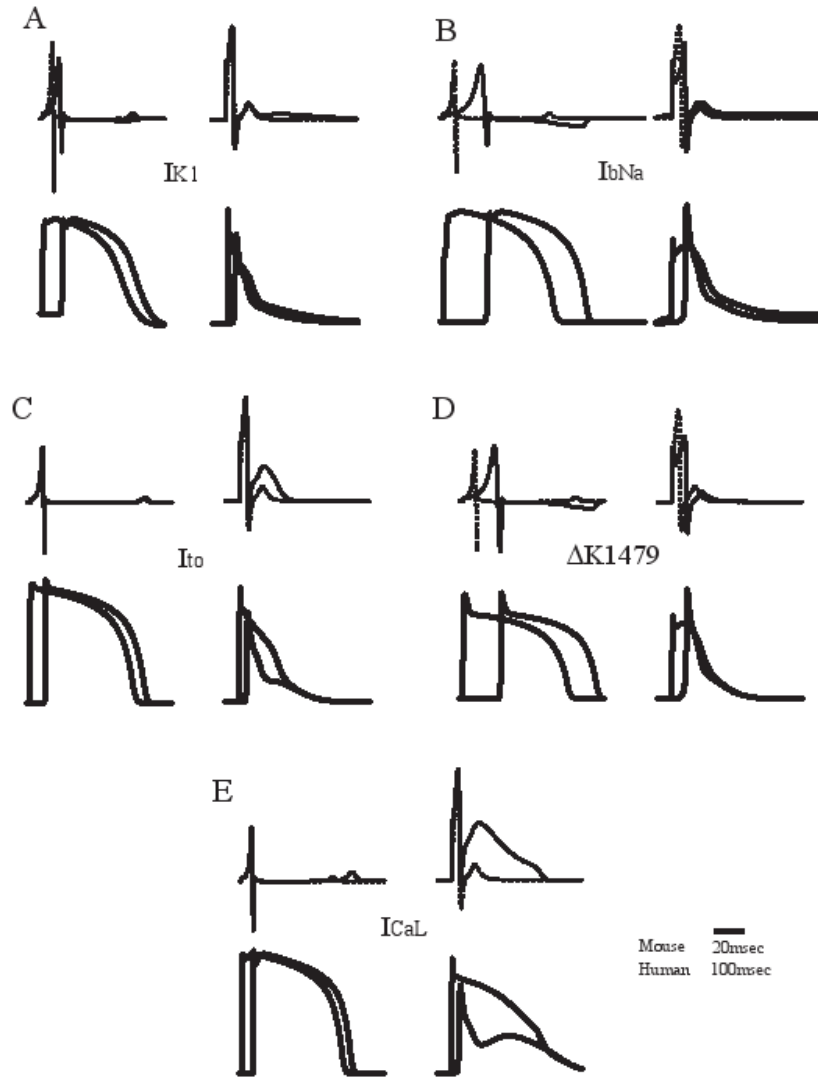 A
B
IK1
IbNa
C
D
Ito
ΔK1479
E
ICaL
Mouse 20msec
Human 100msec